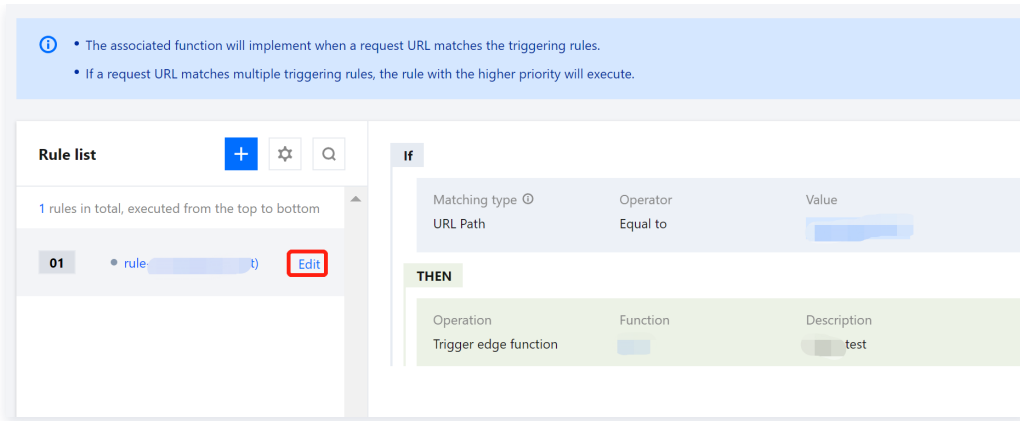 The associated function will implement when a request URL matches the triggering rules.
If a request URL matches multiple triggering rules, the rule with the higher priority will execute.
Rule list
1 rules in total, executed from the top to bottom
01 rule- t) Edit
If
Matching type Operator Value
URL Path Equal to
THEN
Operation Function Description
Trigger edge function test